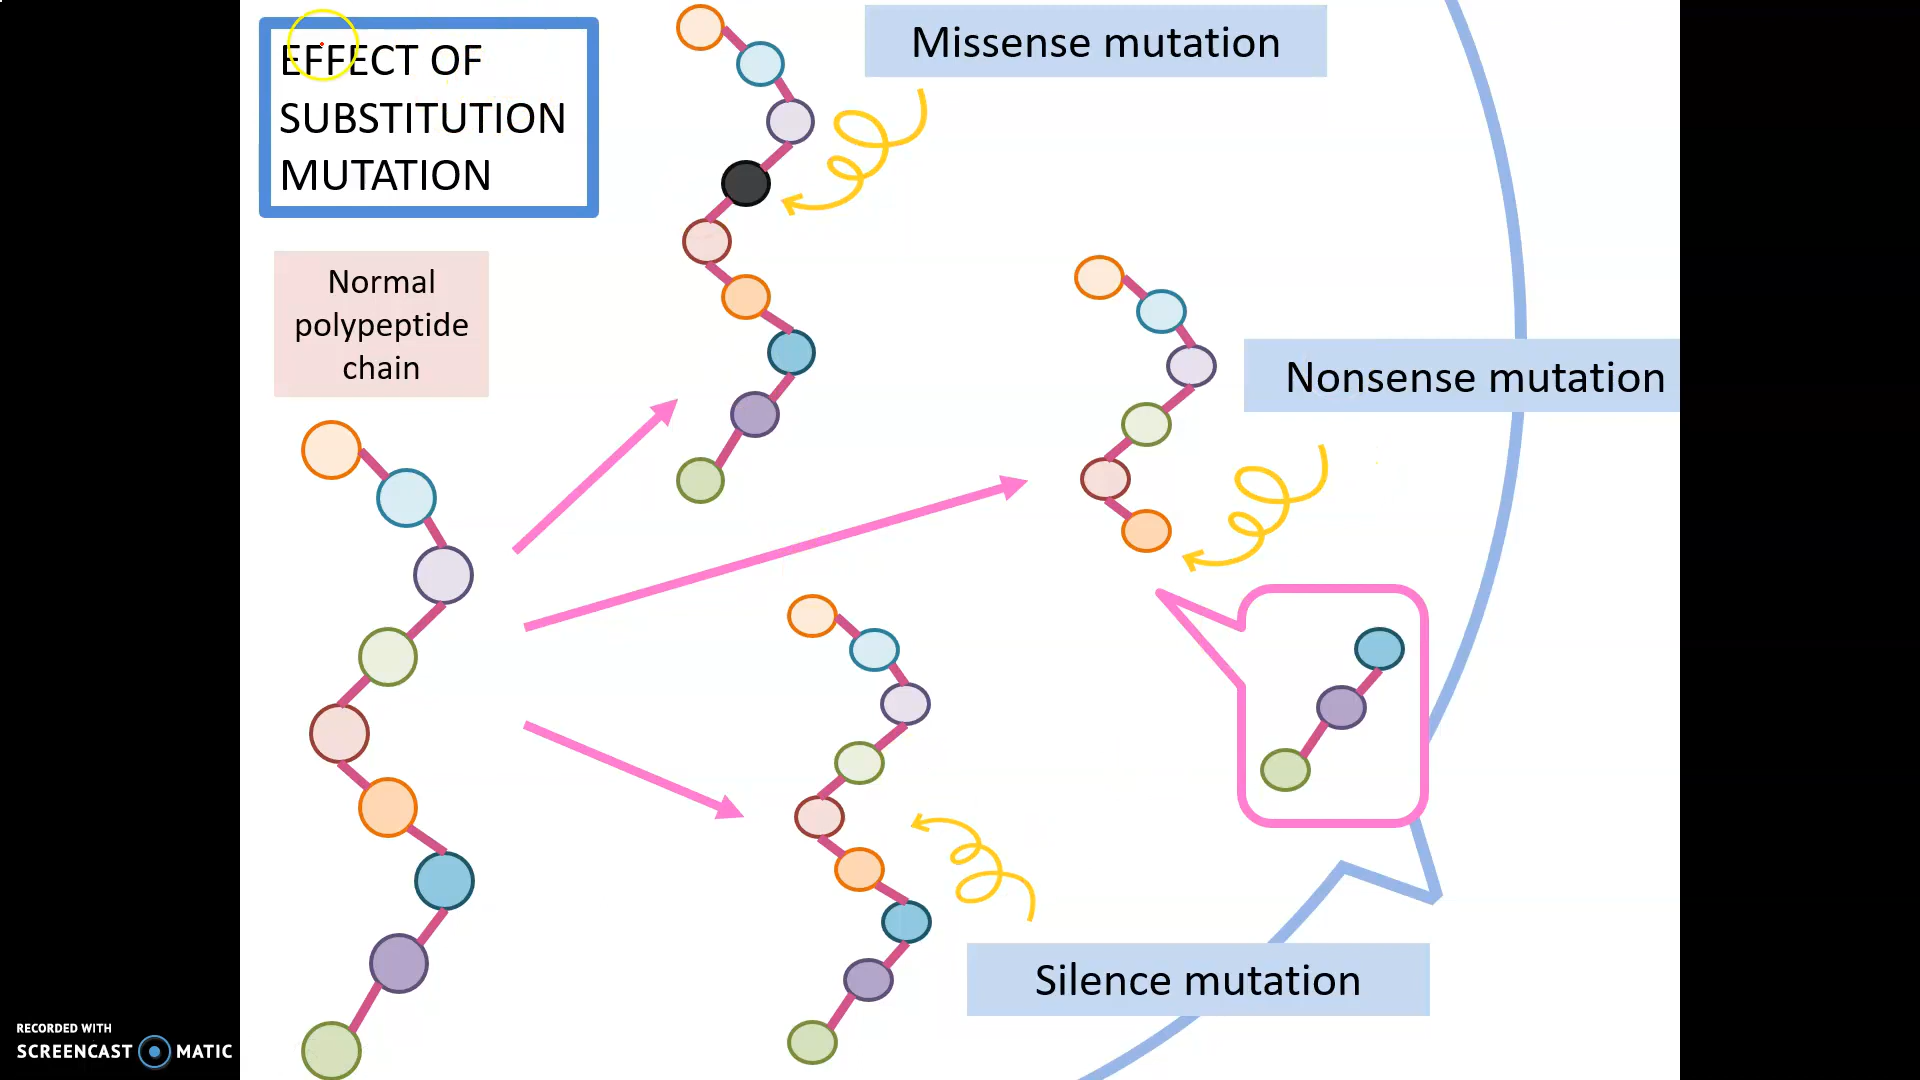 EFFECT OF
SUBSTITUTION
MUTATION
Missense mutation
Normal
polypeptide
chain
Nonsense mutation
Silence mutation
RECORDED WITH
SCREENCAST MATIC